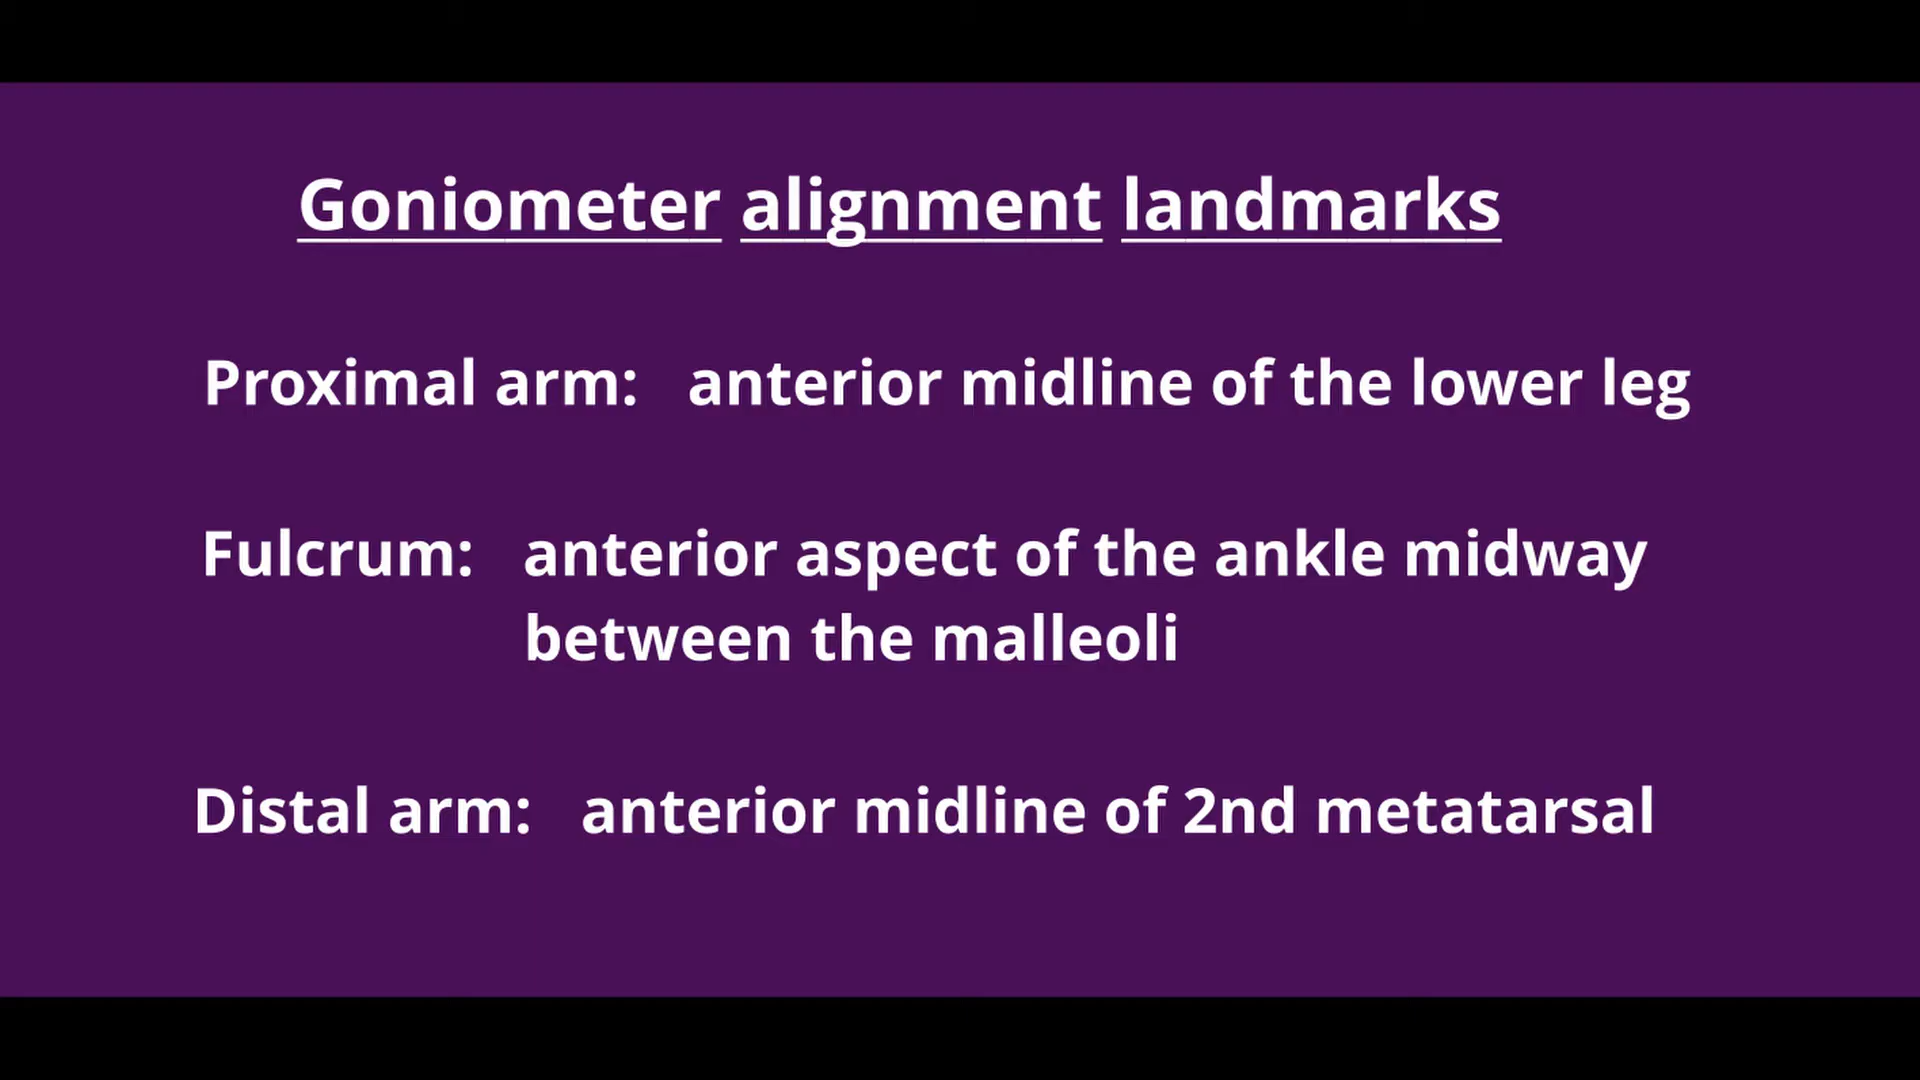 Goniometer alignment landmarks
Proximal arm: anterior midline of the lower leg
Fulcrum: anterior aspect of the ankle midway
between the malleoli
Distal arm: anterior midline of 2nd metatarsal